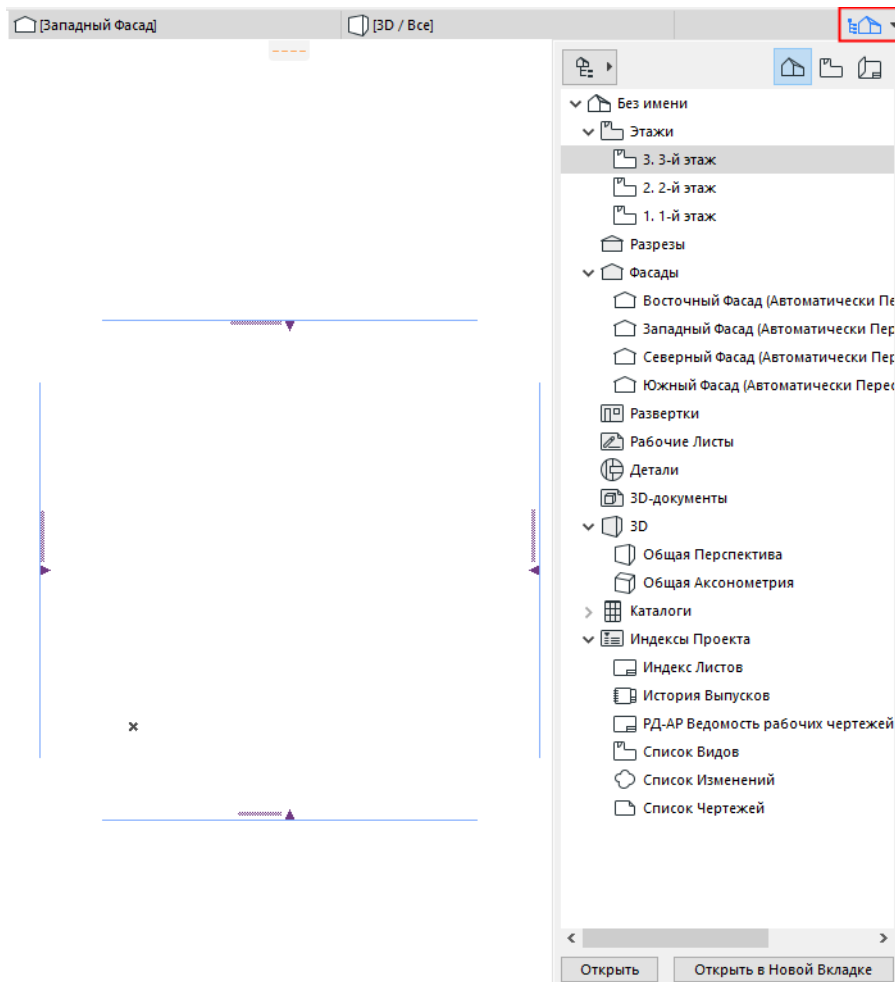 [Западный Фасад]
[3D / Все]
Без имени
Этажи
3. 3-й этаж
2. 2-й этаж
1. 1-й этаж
Разрезы
Фасады
Восточный Фасад (Автоматически Пе
Западный Фасад (Автоматически Пер
Северный Фасад (Автоматически Пер
Южный Фасад (Автоматически Перес
Развертки
Рабочие Листы
Детали
3D-документы
3D
Общая Перспектива
Общая Аксонометрия
Каталоги
Индексы Проекта
Индекс Листов
История Выпусков
РД-АР Ведомость рабочих чертежей
Список Видов
Список Изменений
Список Чертежей
Открыть
Открыть в Новой Вкладке